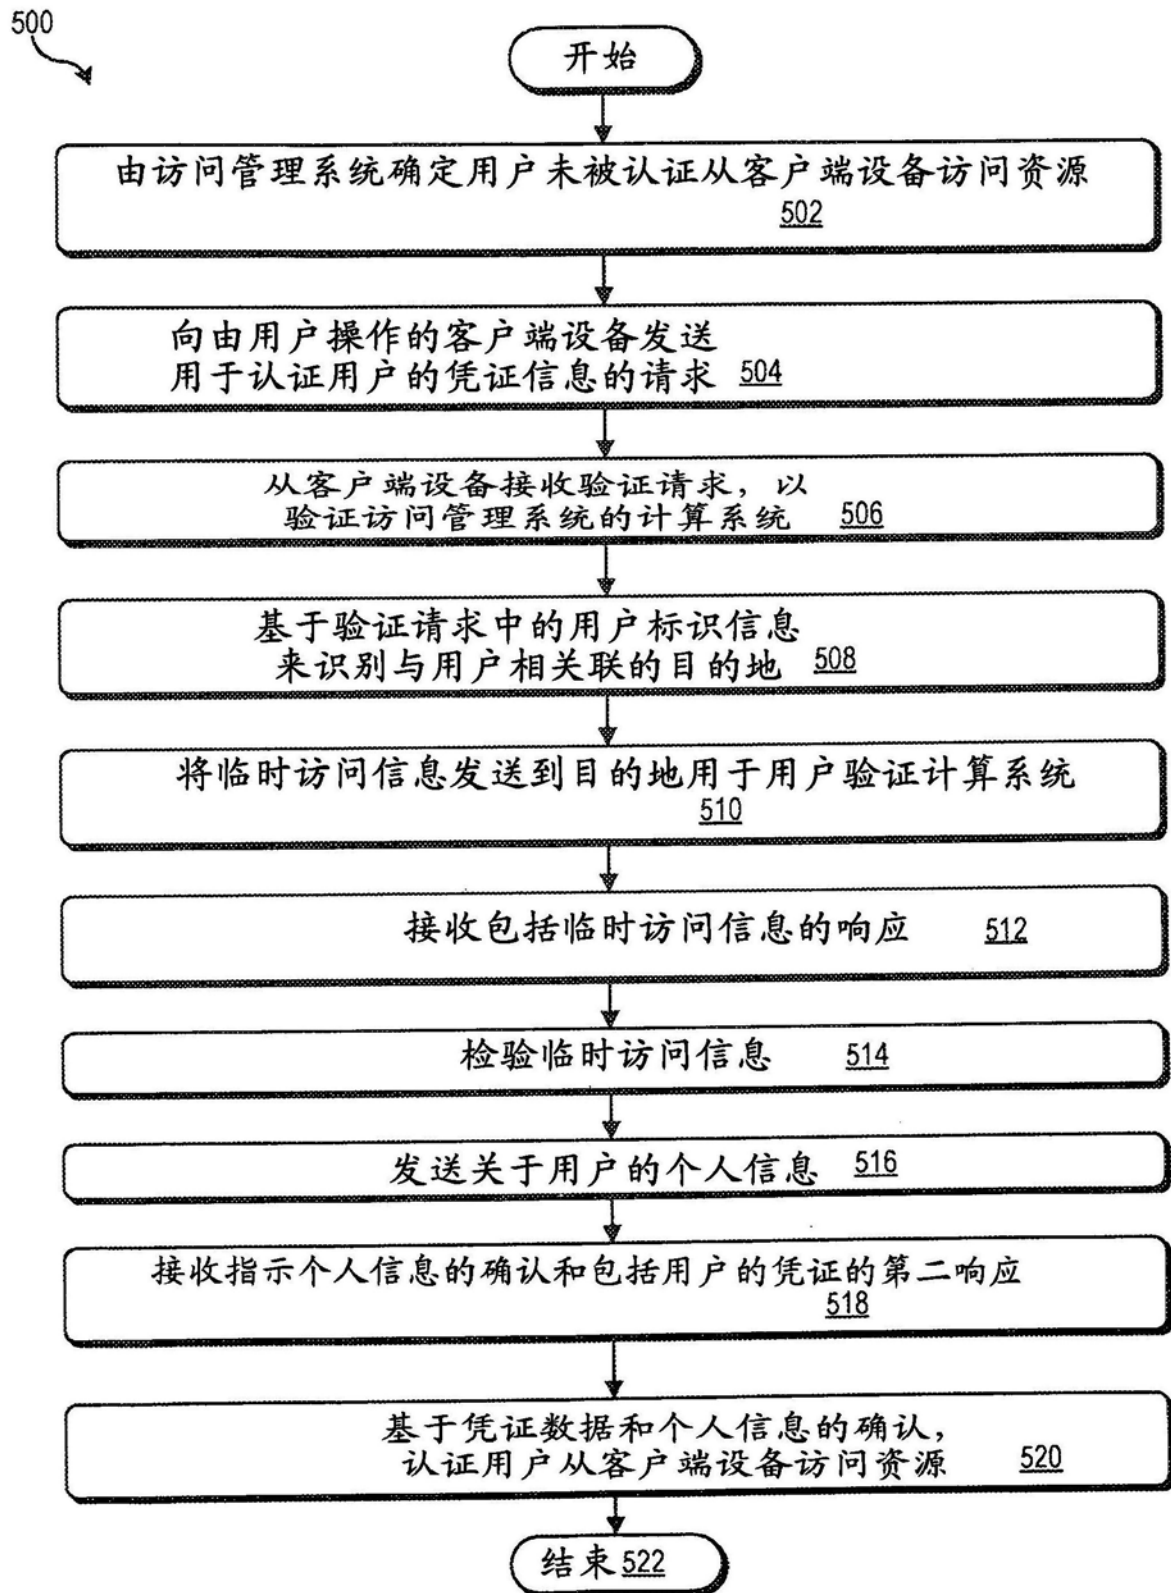 500
开始
由访问管理系统确定用户未被认证从客户端设备访问资源
502
向由用户操作的客户端设备发送
用于认证用户的凭证信息的请求 504
从客户端设备接收验证请求，以
验证访问管理系统的计算系统 506
基于验证请求中的用户标识信息
来识别与用户相关联的目的地 508
将临时访问信息发送到目的地用于用户验证计算系统
510
接收包括临时访问信息的响应 512
检验临时访问信息 514
发送关于用户的个人信息 516
接收指示个人信息的确认和包括用户的凭证的第二响应
518
基于凭证数据和个人信息的确认，
认证用户从客户端设备访问资源 520
结束 522